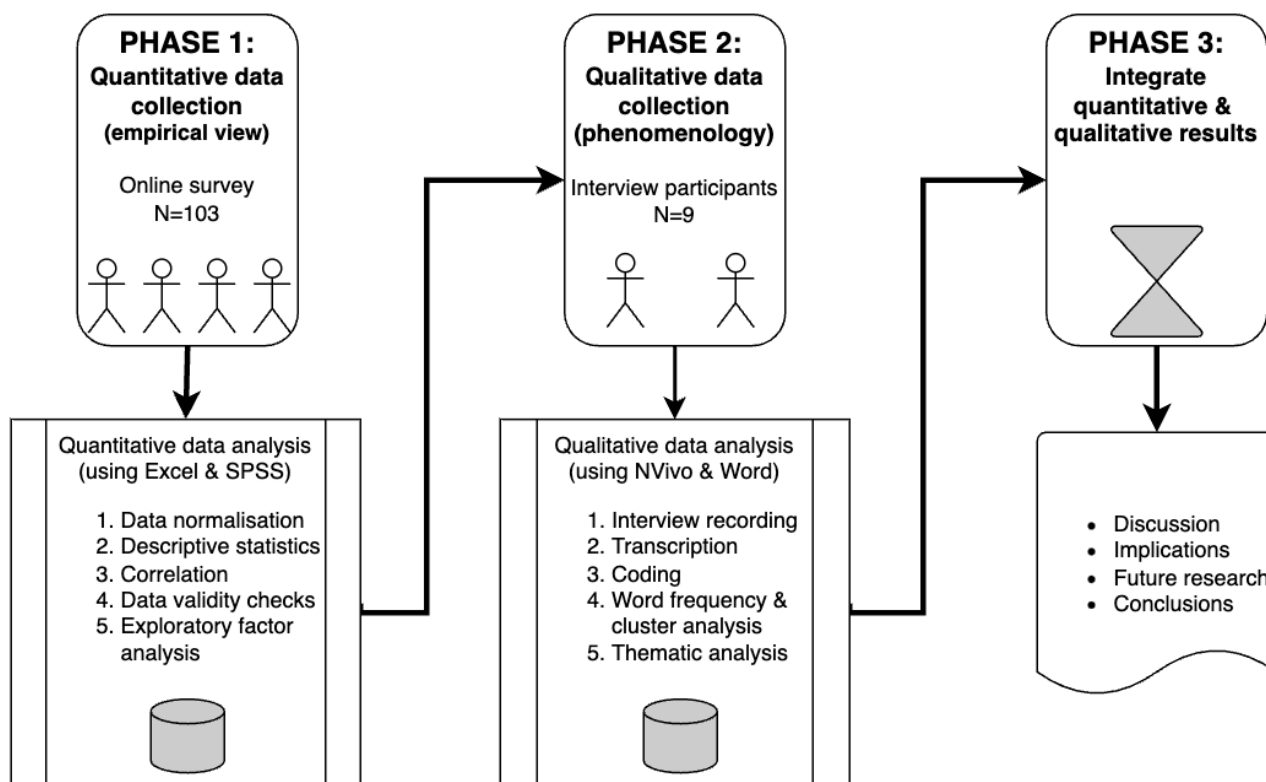 PHASE 1:
Quantitative data
collection
(empirical view)
Online survey
N=103
Quantitative data analysis
(using Excel & SPSS)
1. Data normalisation
2. Descriptive statistics
3. Correlation
4. Data validity checks
5. Exploratory factor
analysis
PHASE 2:
Qualitative data
collection
(phenomenology)
Interview participants
N=9
Qualitative data analysis
(using NVivo & Word)
1. Interview recording
2. Transcription
3. Coding
4. Word frequency &
cluster analysis
5. Thematic analysis
PHASE 3:
Integrate
quantitative &
qualitative results
• Discussion
• Implications
• Future research
• Conclusions